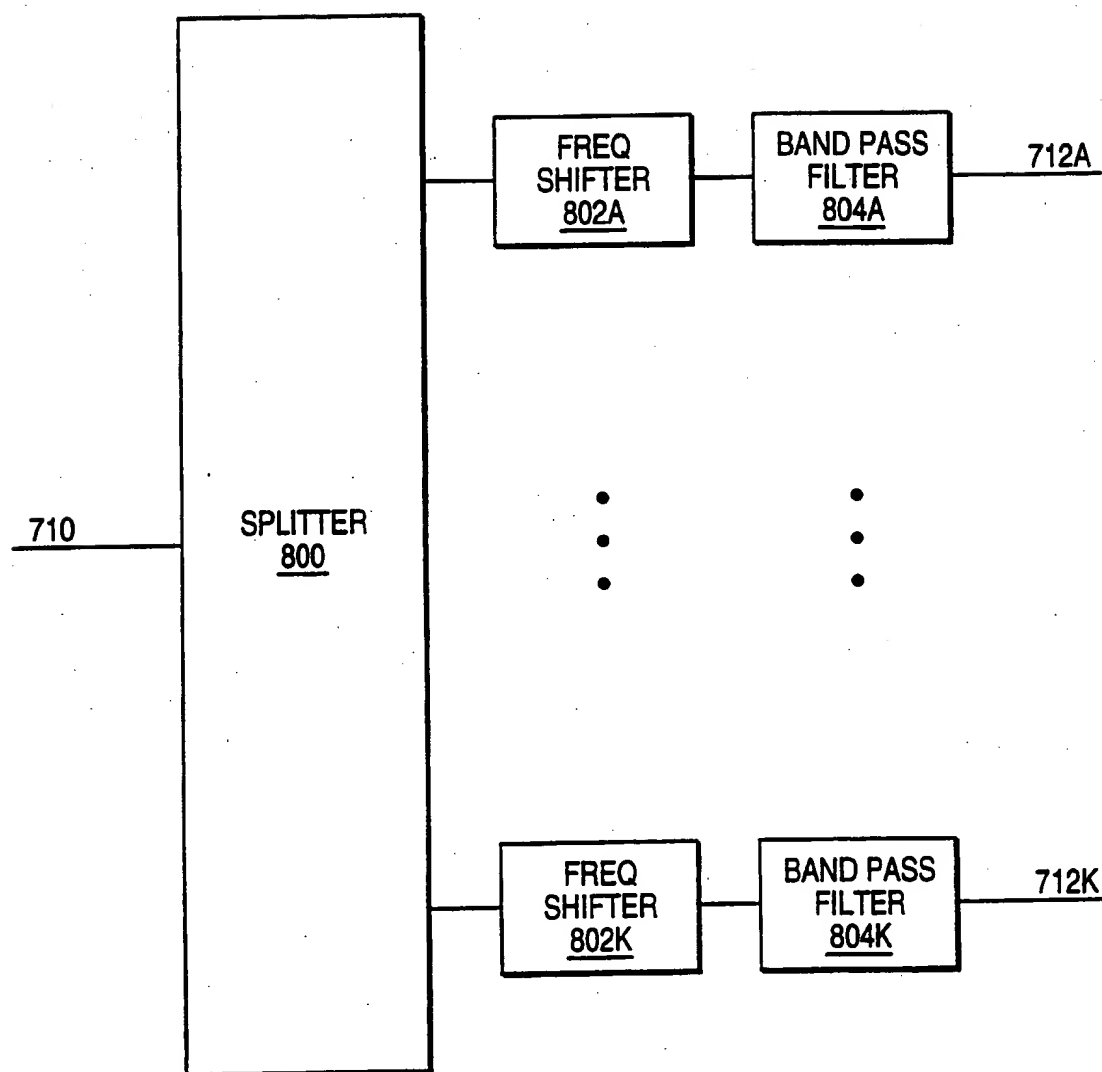 FREQ
SHIFTER
802A
BAND PASS
FILTER
804A
712A
710
SPLITTER
800
FREQ
SHIFTER
802K
BAND PASS
FILTER
804K
712K